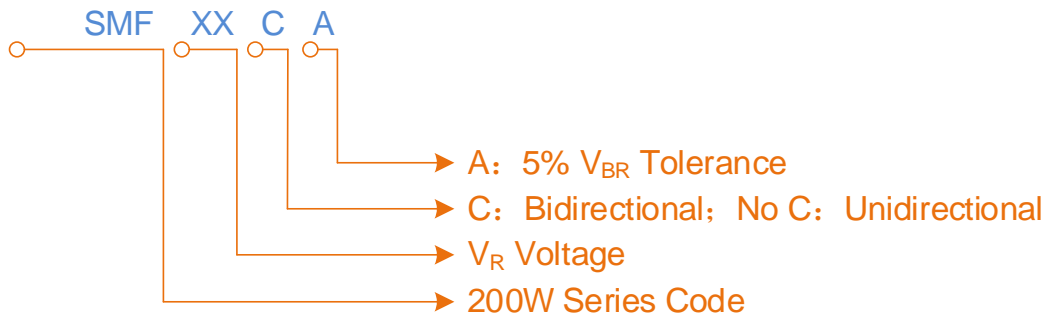 SMF XX C A
A：5% VBR Tolerance
C：Bidirectional；No C：Unidirectional
VR Voltage
200W Series Code